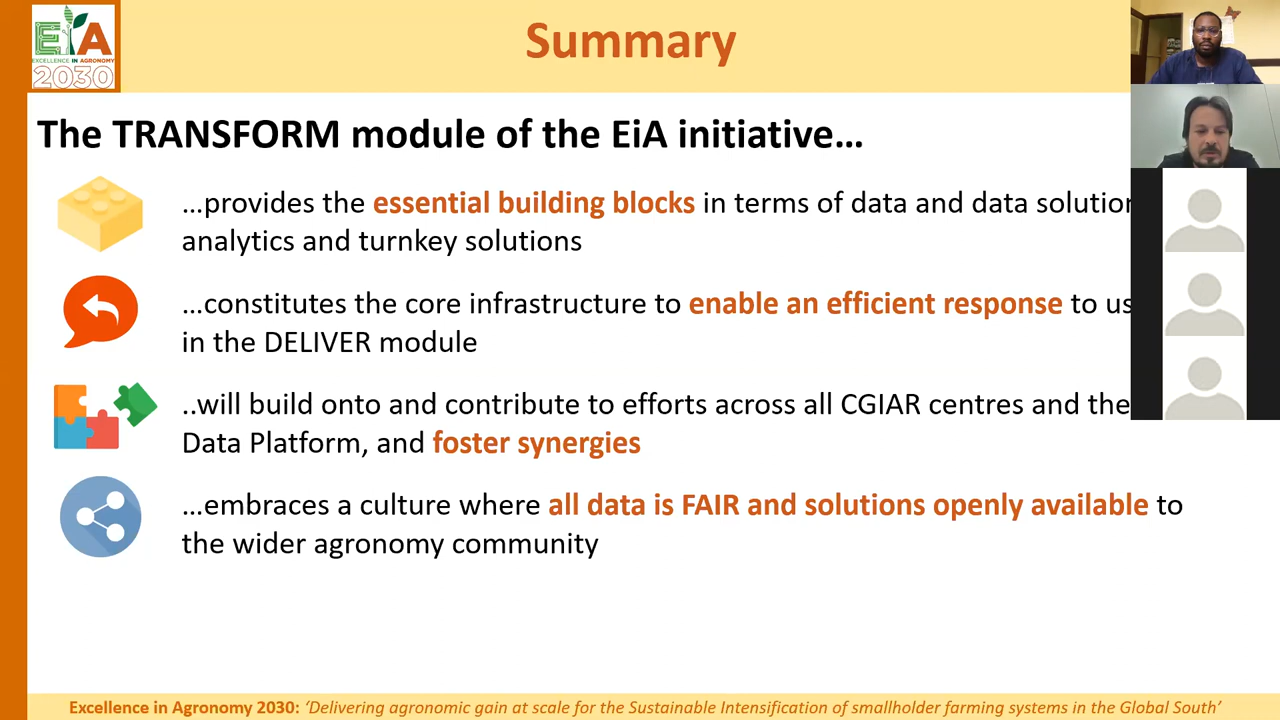 EiA
EXCELLENCE IN AGRONOMY
2030
Summary
The TRANSFORM module of the EiA initiative…
…provides the essential building blocks in terms of data and data
analytics and turnkey solutions
…constitutes the core infrastructure to enable an efficient response to
in the DELIVER module
..will build onto and contribute to efforts across all CGIAR centres and the
Data Platform, and foster synergies
…embraces a culture where all data is FAIR and solutions openly available to
the wider agronomy community
Excellence in Agronomy 2030: ‘Delivering agronomic gain at scale for the Sustainable Intensification of smallholder farming systems in the Global South’